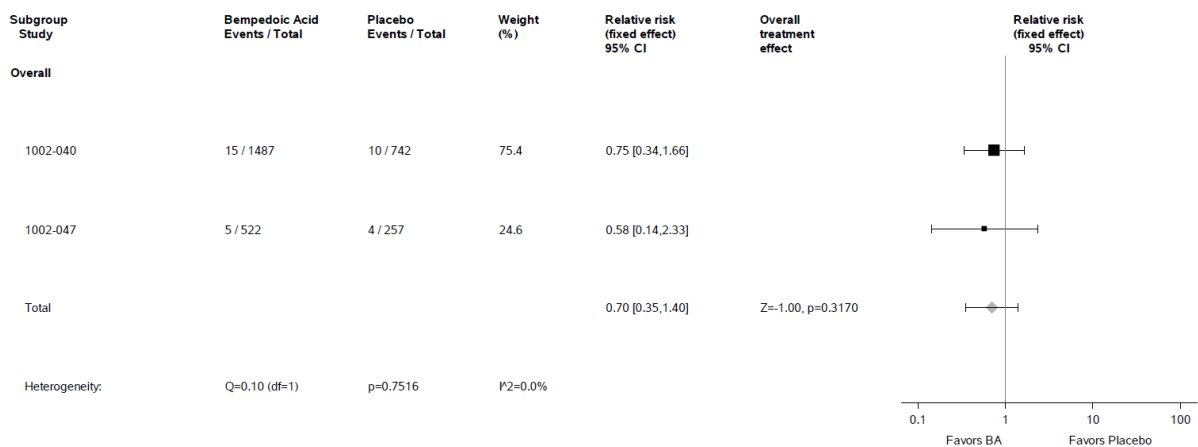 Subgroup Bempedoic Acid Placebo Weight Relative risk Overall Relative risk
Study Events / Total Events / Total (%) (fixed effect) treatment (fixed effect)
95% CI effect 95% CI
Overall
1002-040 15 / 1487 10 / 742 75.4 0.75 [0.34,1.66]
1002-047 5 / 522 4 / 257 24.6 0.58 [0.14,2.33]
Total 0.70 [0.35,1.40] Z=-1.00, p=0.3170
Heterogeneity: Q=0.10 (df=1) p=0.7516 I^2=0.0%
0.1 1 10 100
Favors BA Favors Placebo